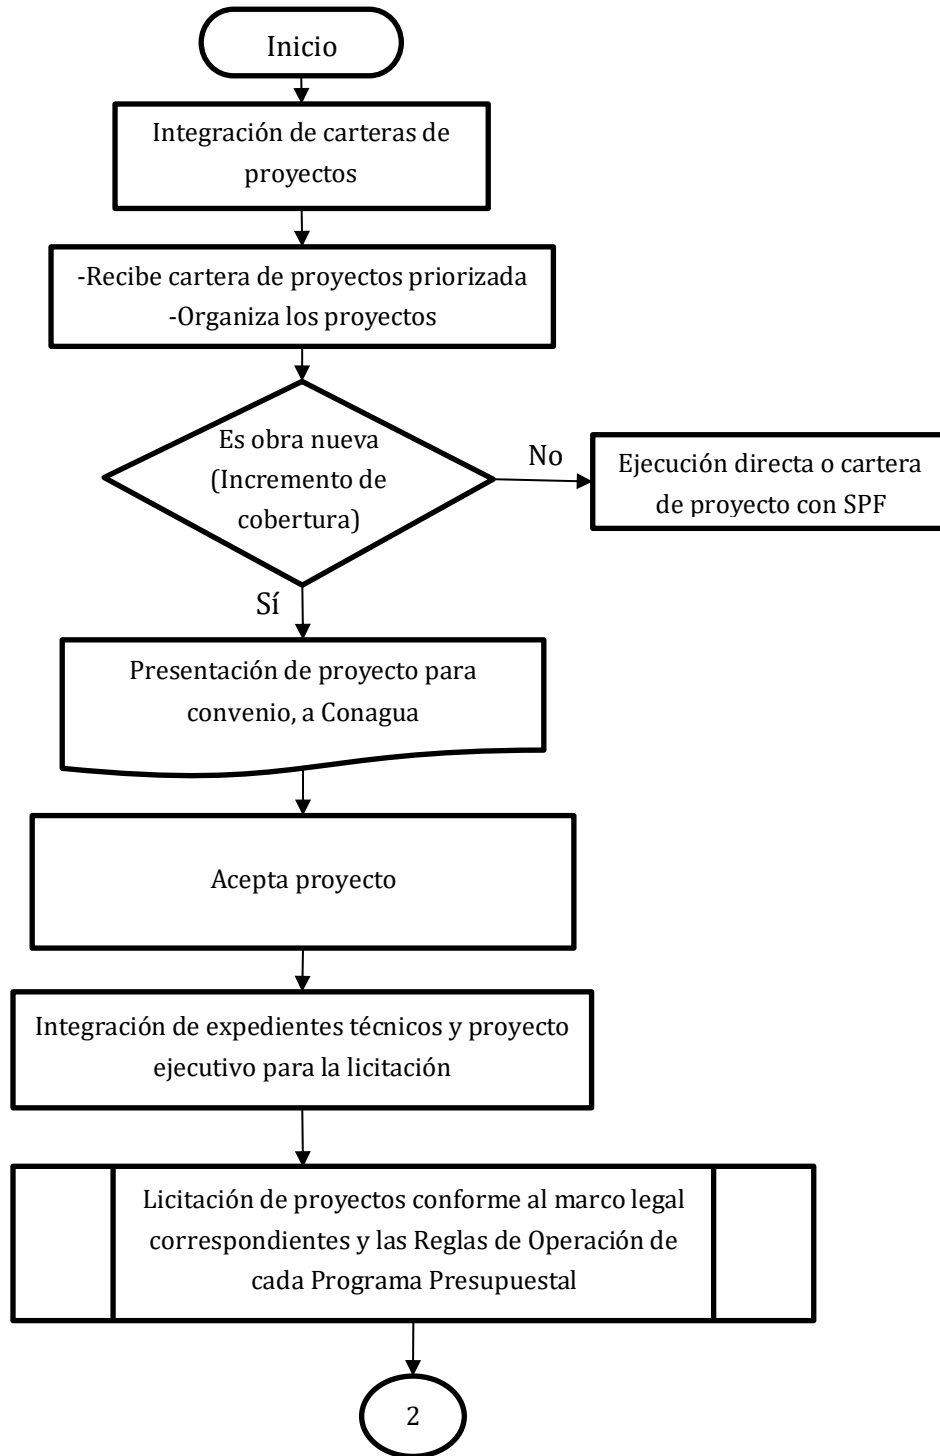 Inicio
Integración de carteras de
proyectos
-Recibe cartera de proyectos priorizada
-Organiza los proyectos
Es obra nueva
(Incremento de
cobertura)
No
Ejecución directa o cartera
de proyecto con SPF
Sí
Presentación de proyecto para
convenio, a Conagua
Acepta proyecto
Integración de expedientes técnicos y proyecto
ejecutivo para la licitación
Licitación de proyectos conforme al marco legal
correspondientes y las Reglas de Operación de
cada Programa Presupuestal
2